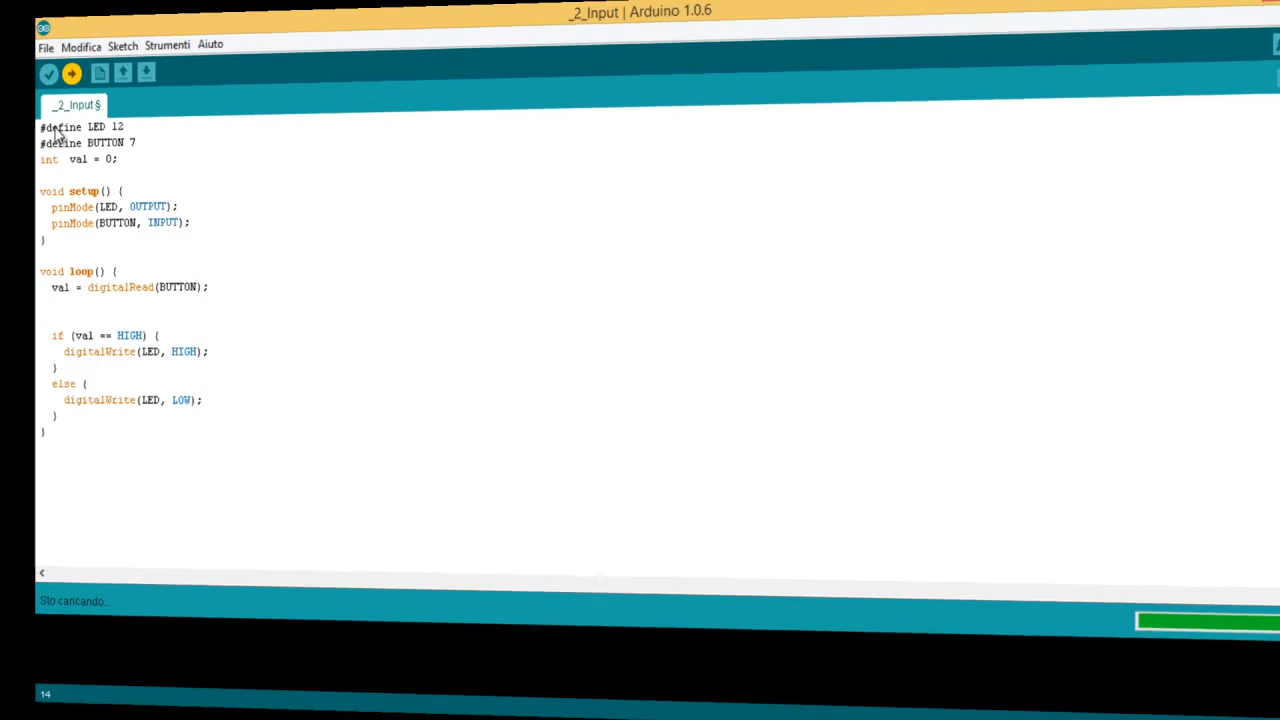 _2_Input | Arduino 1.0.6
File Modifica Sketch Strumenti Aiuto
_2_Input §
#define LED 12
#define BUTTON 7
int val = 0;
void setup() {
pinMode(LED, OUTPUT);
pinMode(BUTTON, INPUT);
}
void loop() {
val = digitalRead(BUTTON);
if (val == HIGH) {
digitalWrite(LED, HIGH);
}
else {
digitalWrite(LED, LOW);
}
}
Sto caricando...
14